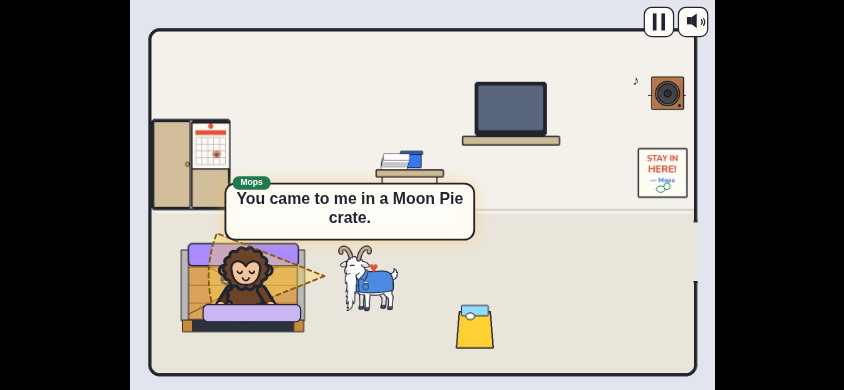 STAY IN
HERE!
— Mops
Mops
You came to me in a Moon Pie
crate.